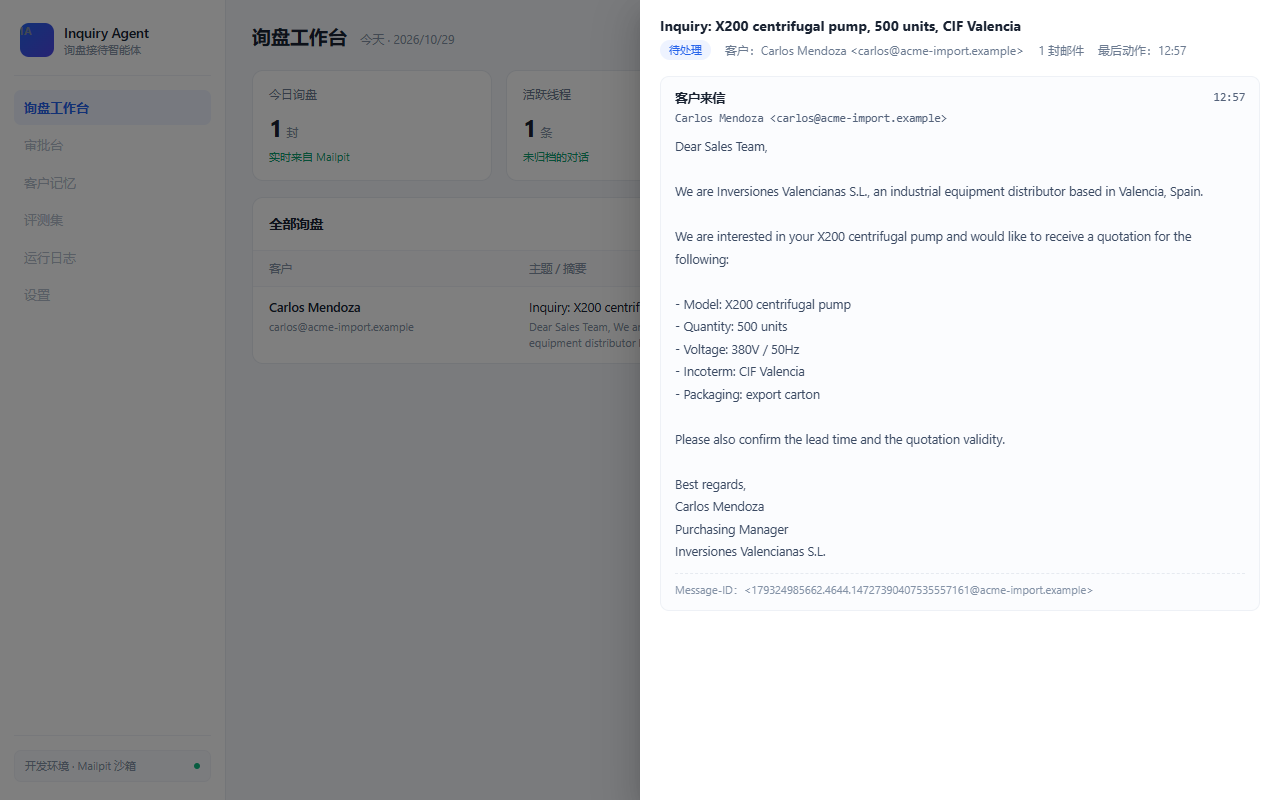 IA
Inquiry Agent
询盘接待智能体
询盘工作台
审批台
客户记忆
评测集
运行日志
设置
开发环境 · Mailpit 沙箱
询盘工作台 今天 · 2026/10/29
今日询盘
1 封
实时来自 Mailpit
活跃线程
1 条
未归档的对话
全部询盘
客户 主题 / 摘要
Carlos Mendoza
carlos@acme-import.example
Inquiry: X200 centrif
Dear Sales Team, We ar
equipment distributor
Inquiry: X200 centrifugal pump, 500 units, CIF Valencia
待处理 客户：Carlos Mendoza <carlos@acme-import.example> 1 封邮件 最后动作：12:57
客户来信 12:57
Carlos Mendoza <carlos@acme-import.example>
Dear Sales Team,
We are Inversiones Valencianas S.L., an industrial equipment distributor based in Valencia, Spain.
We are interested in your X200 centrifugal pump and would like to receive a quotation for the
following:
- Model: X200 centrifugal pump
- Quantity: 500 units
- Voltage: 380V / 50Hz
- Incoterm: CIF Valencia
- Packaging: export carton
Please also confirm the lead time and the quotation validity.
Best regards,
Carlos Mendoza
Purchasing Manager
Inversiones Valencianas S.L.
Message-ID：<179324985662.4644.14727390407535557161@acme-import.example>